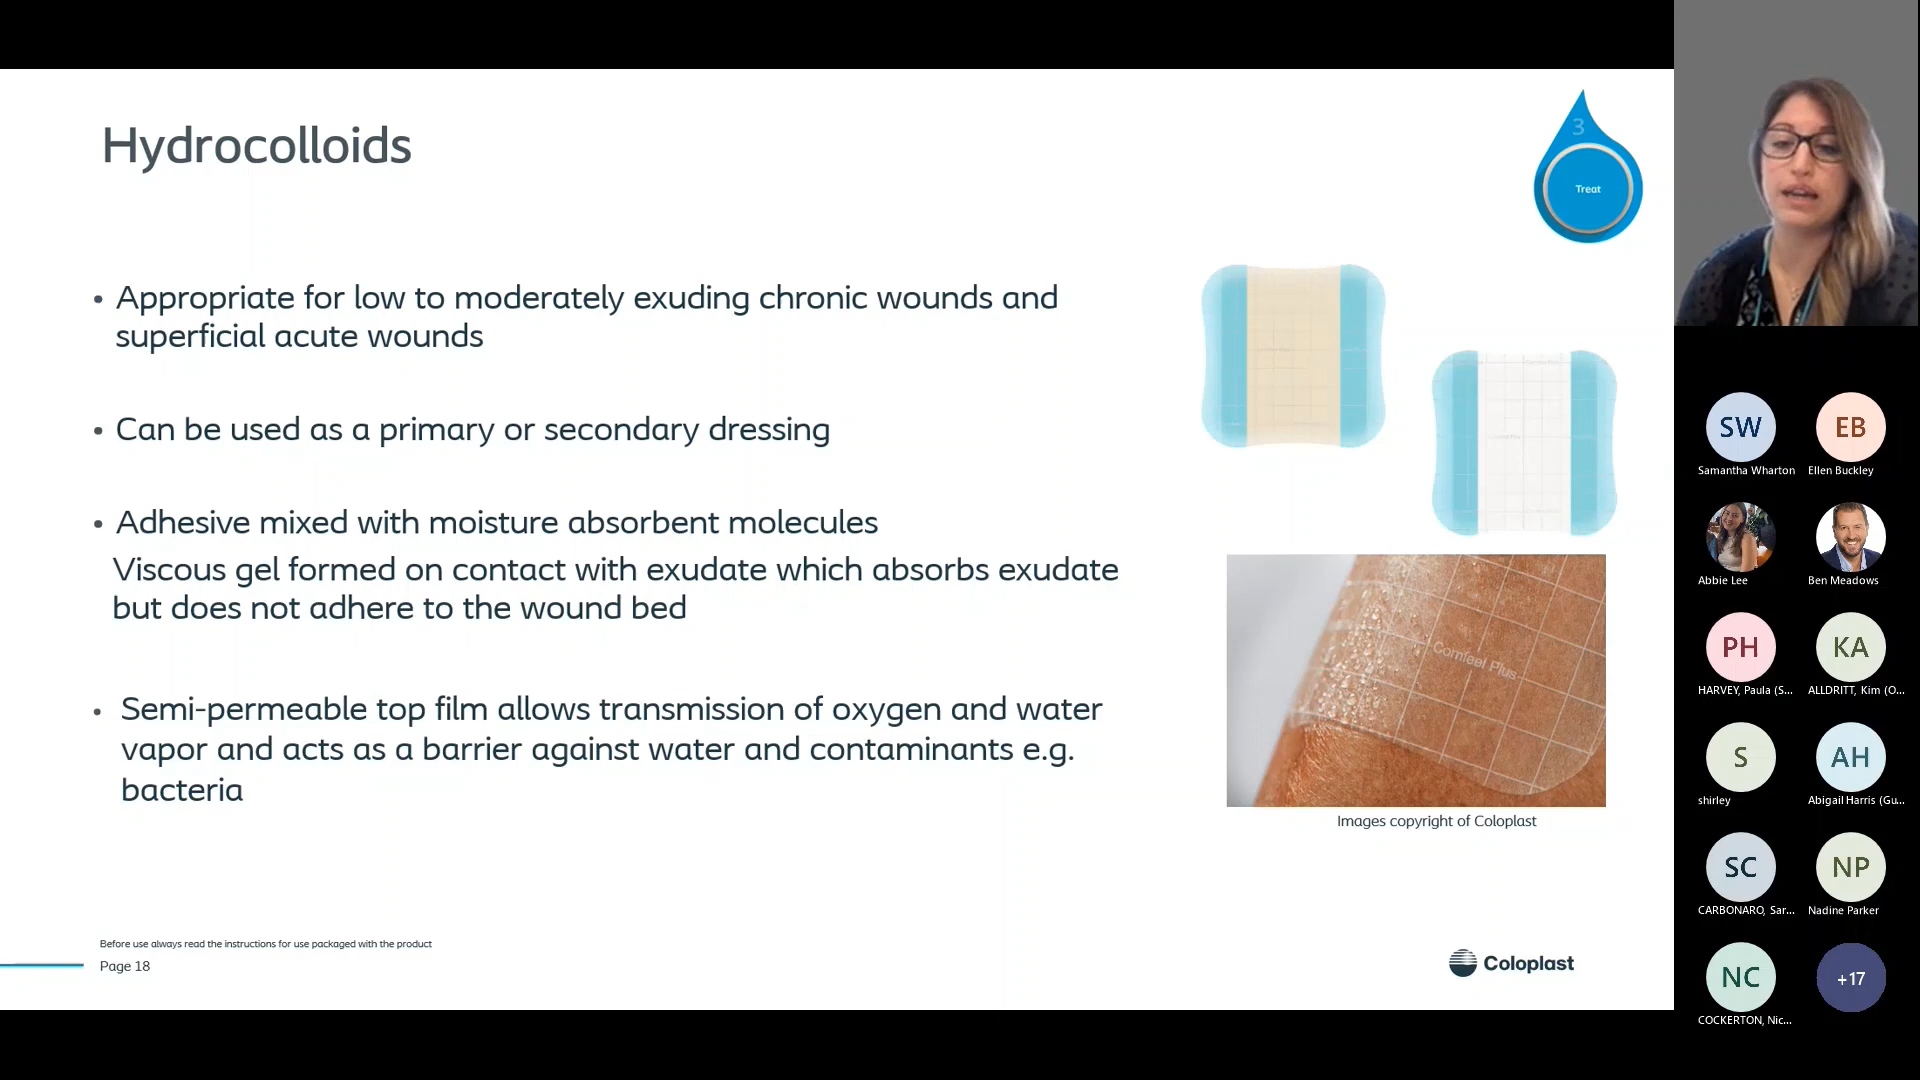 Hydrocolloids
3
Treat
• Appropriate for low to moderately exuding chronic wounds and
superficial acute wounds
• Can be used as a primary or secondary dressing
• Adhesive mixed with moisture absorbent molecules
Viscous gel formed on contact with exudate which absorbs exudate
but does not adhere to the wound bed
• Semi-permeable top film allows transmission of oxygen and water
vapor and acts as a barrier against water and contaminants e.g.
bacteria
Comfeel Plus
Images copyright of Coloplast
Before use always read the instructions for use packaged with the product
Page 18
Coloplast
SW
Samantha Wharton
EB
Ellen Buckley
Abbie Lee
Ben Meadows
PH
HARVEY, Paula (S...
KA
ALLDRITT, Kim (O...
S
shirley
AH
Abigail Harris (Gu...
SC
CARBONARO, Sar...
NP
Nadine Parker
NC
COCKERTON, Nic...
+17